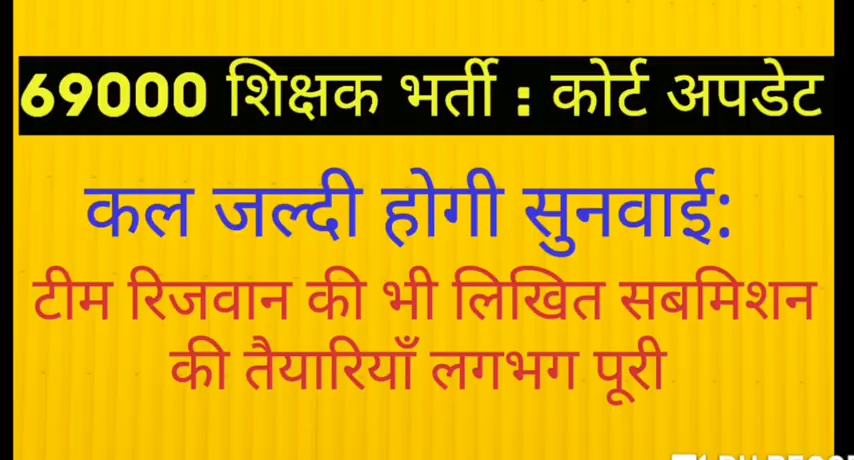 69000 शिक्षक भर्ती : कोर्ट अपडेट
कल जल्दी होगी सुनवाई:
टीम रिजवान की भी लिखित सबमिशन
की तैयारियाँ लगभग पूरी